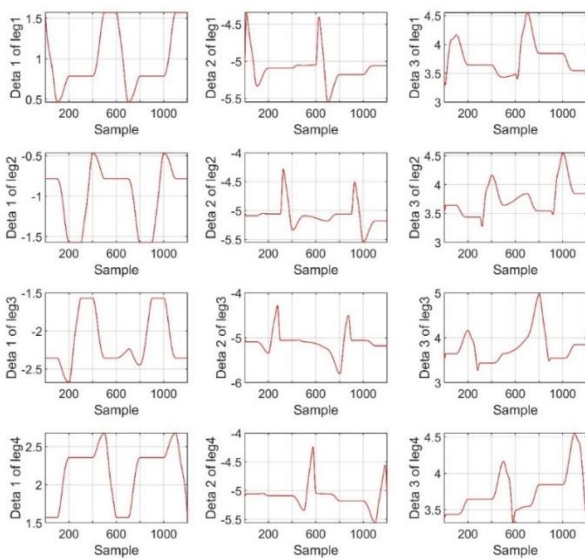 Deta 1 of leg1
1.5
1
0.5
200 600 1000
Sample
Deta 2 of leg1
-4.5
-5
-5.5
200 600 1000
Sample
Deta 3 of leg1
4.5
4
3.5
3
200 600 1000
Sample
Deta 1 of leg2
-0.5
-1
-1.5
200 600 1000
Sample
Deta 2 of leg2
-4
-4.5
-5
-5.5
200 600 1000
Sample
Deta 3 of leg2
4.5
4
3.5
3
200 600 1000
Sample
Deta 1 of leg3
-1.5
-2
-2.5
200 600 1000
Sample
Deta 2 of leg3
-4
-5
-6
200 600 1000
Sample
Deta 3 of leg3
5
4
3
200 600 1000
Sample
Deta 1 of leg4
2.5
2
1.5
200 600 1000
Sample
Deta 2 of leg4
-4
-4.5
-5
-5.5
200 600 1000
Sample
Deta 3 of leg4
4.5
4
3.5
200 600 1000
Sample